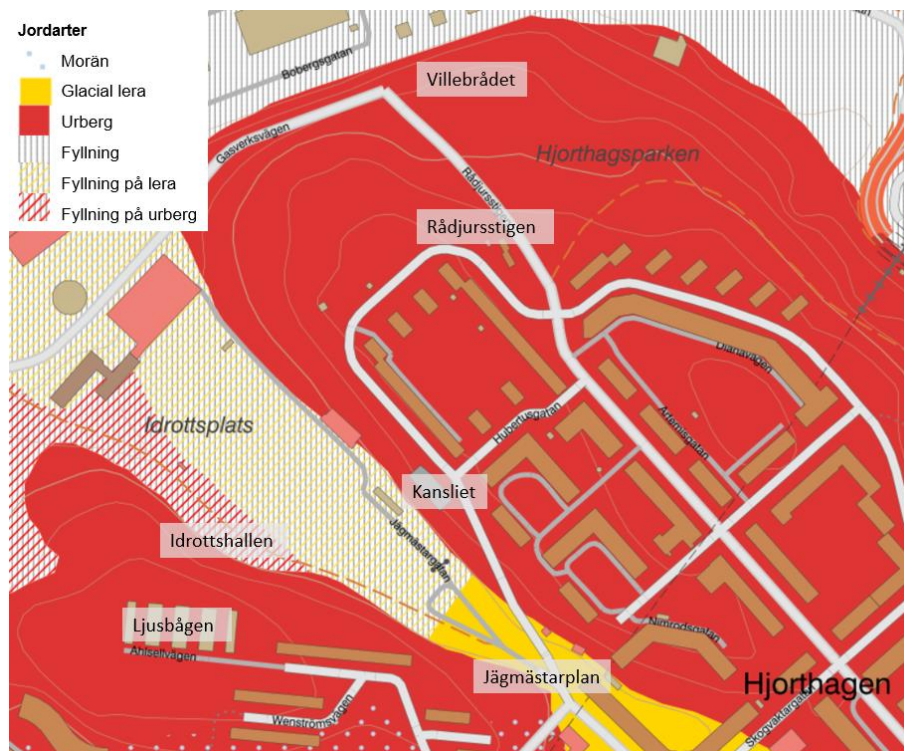 Jordarter
Morän
Glacial lera
Urberg
Fyllning
Fyllning på lera
Fyllning på urberg
Bobergsgatan
Villebrådet
Gasverksvägen
Hjorthagsparken
Rådjursstigen
Rådjursstigen
Dianavägen
Artemisgatan
Hubertusgatan
Idrottsplats
Kansliet
Jägmästargatan
Idrottshallen
Ljusbågen
Ahlsellvägen
Nimrodsgatan
Jägmästarplan
Hjorthagen
Wenströmsvägen
Skogvaktargatan